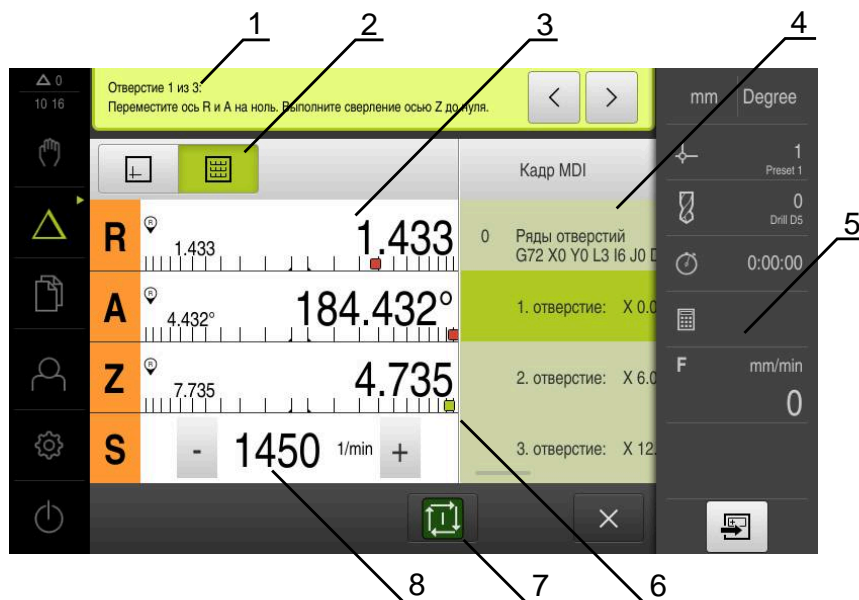 1
2
3
4
△ 0
10 16
Отверстие 1 из 3:
Переместите ось R и A на ноль. Выполните сверление осью Z до нуля.
<
>
mm
Degree
Кадр MDI
1
Preset 1
0
Drill D5
5
R
R
1.433
1.433
0
Ряды отверстий
G72 X0 Y0 L3 I6 J0 D
0:00:00
A
R
4.432°
184.432°
1. отверстие: X 0.0
Z
R
7.735
4.735
2. отверстие: X 6.0
F
mm/min
0
S
-
1450
1/min
+
3. отверстие: X 12.
8
7
6